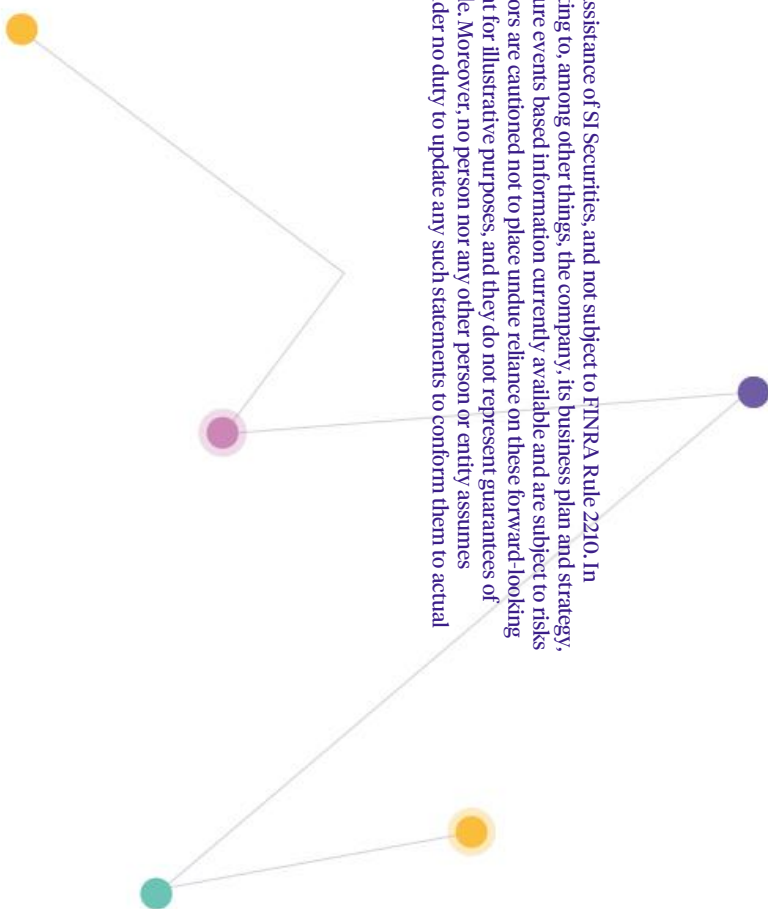 ssistance of SI Securities, and not subject to FINRA Rule 2210. In
ing to, among other things, the company, its business plan and strategy,
ure events based information currently available and are subject to risks
ors are cautioned not to place undue reliance on these forward-looking
t for illustrative purposes, and they do not represent guarantees of
e. Moreover, no person nor any other person or entity assumes
der no duty to update any such statements to conform them to actual